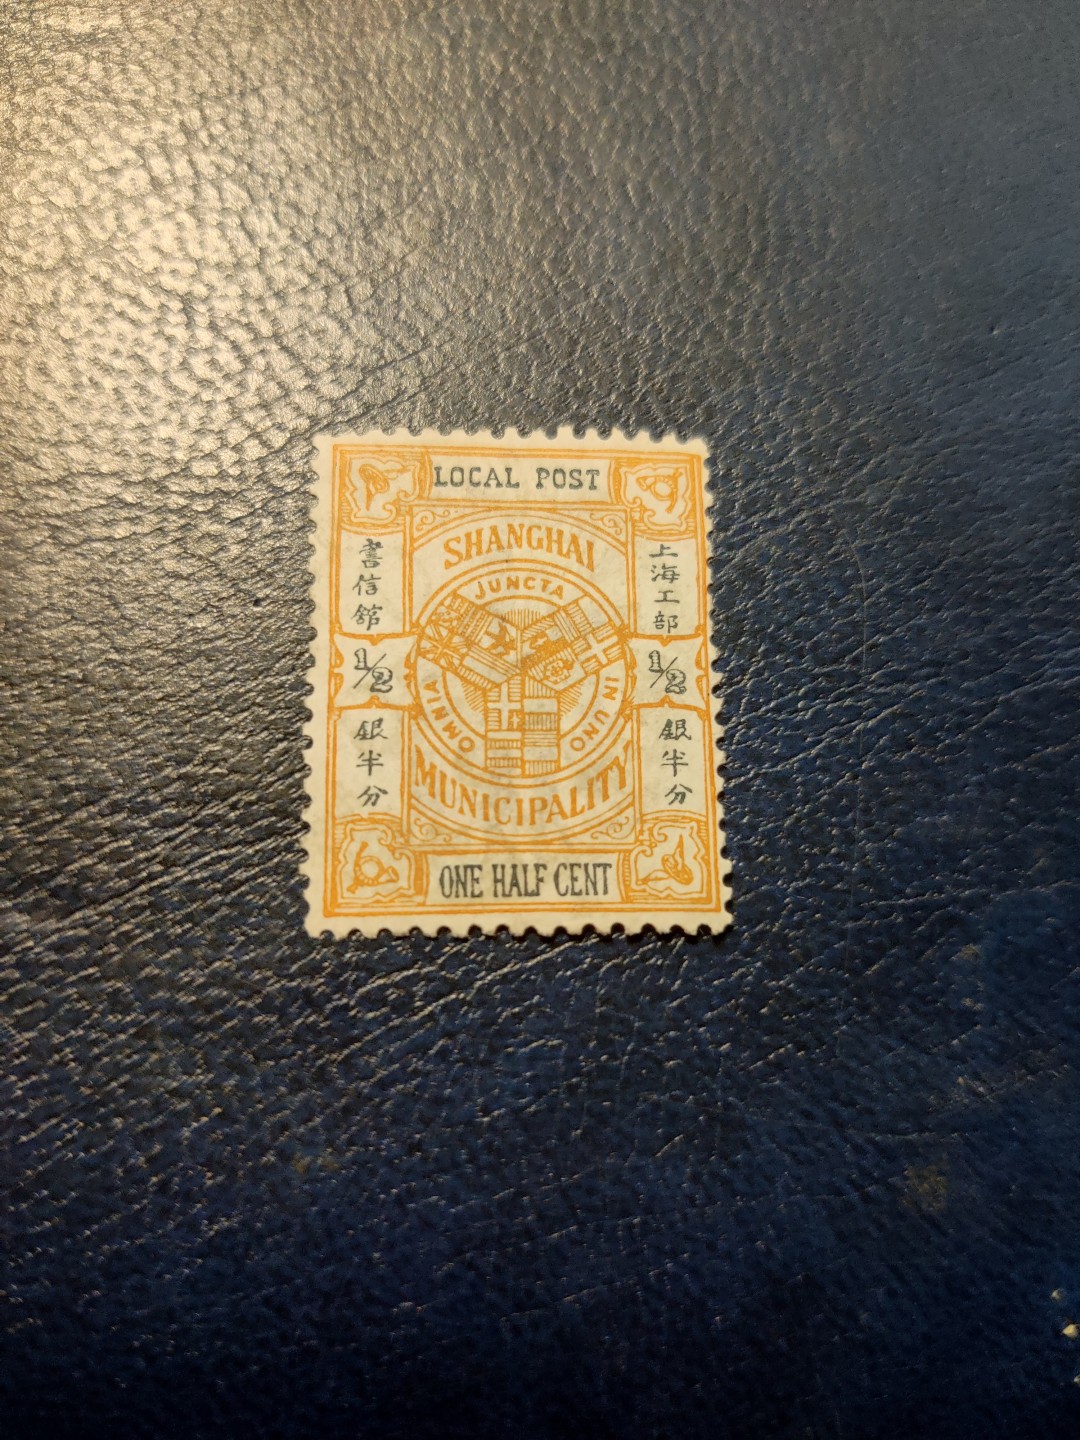 LOCAL POST
SHANGHAI
JUNCTA
IN UNO
OMNIA
MUNICIPALITY
上海工部
書信館
1/2
1/2
銀半分
銀半分
ONE HALF CENT